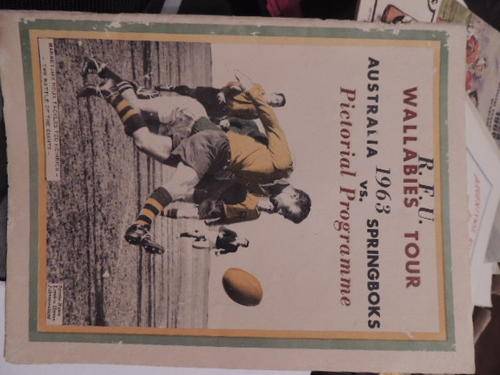 R.F.U.
WALLABIES TOUR
1963
AUSTRALIA vs. SPRINGBOKS
Pictorial Programme